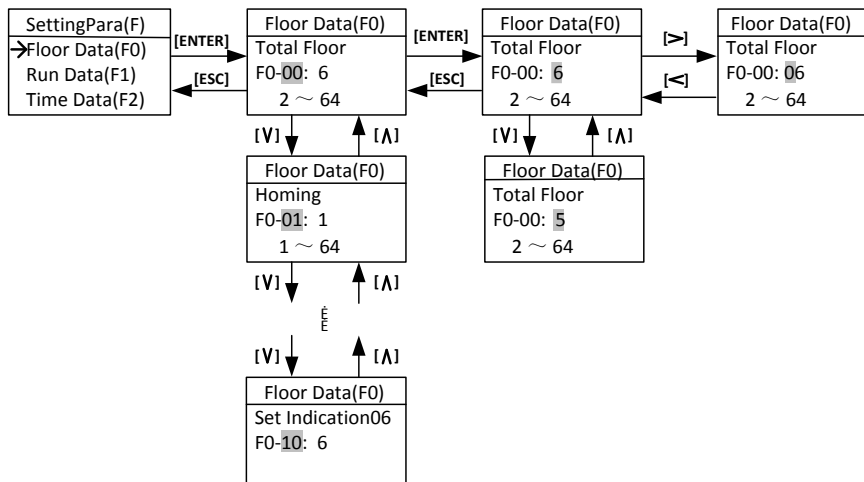 SettingPara(F)
→Floor Data(F0)
Run Data(F1)
Time Data(F2)
[ENTER]
[ESC]
Floor Data(F0)
Total Floor
F0-00: 6
2 ～ 64
[ENTER]
[ESC]
Floor Data(F0)
Total Floor
F0-00: 6
2 ～ 64
[>]
[<]
Floor Data(F0)
Total Floor
F0-00: 06
2 ～ 64
[V]
[Λ]
[V]
[Λ]
Floor Data(F0)
Homing
F0-01: 1
1 ～ 64
Floor Data(F0)
Total Floor
F0-00: 5
2 ～ 64
[V]
[Λ]
Ė
Ė
[V]
[Λ]
Floor Data(F0)
Set Indication06
F0-10: 6